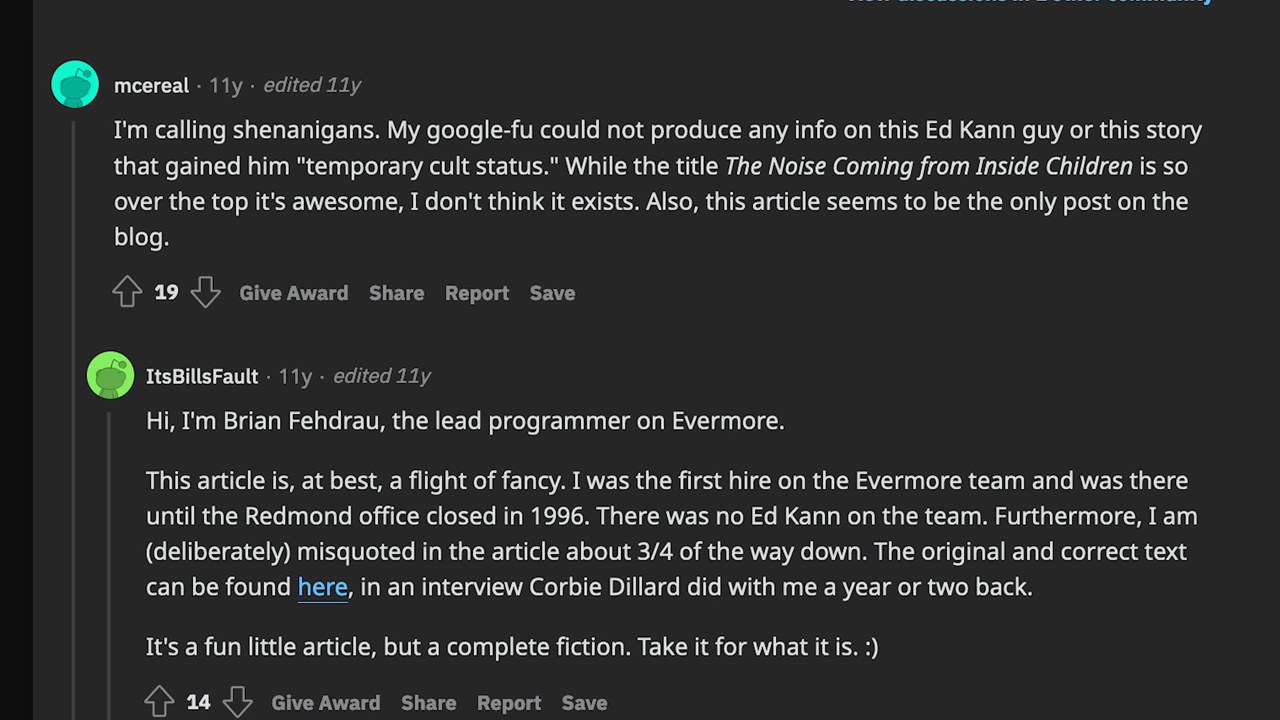 mcereal · 11y · edited 11y
I'm calling shenanigans. My google-fu could not produce any info on this Ed Kann guy or this story
that gained him "temporary cult status." While the title The Noise Coming from Inside Children is so
over the top it's awesome, I don't think it exists. Also, this article seems to be the only post on the
blog.
19 Give Award Share Report Save
ItsBillsFault · 11y · edited 11y
Hi, I'm Brian Fehdrau, the lead programmer on Evermore.
This article is, at best, a flight of fancy. I was the first hire on the Evermore team and was there
until the Redmond office closed in 1996. There was no Ed Kann on the team. Furthermore, I am
(deliberately) misquoted in the article about 3/4 of the way down. The original and correct text
can be found here, in an interview Corbie Dillard did with me a year or two back.
It's a fun little article, but a complete fiction. Take it for what it is. :)
14 Give Award Share Report Save